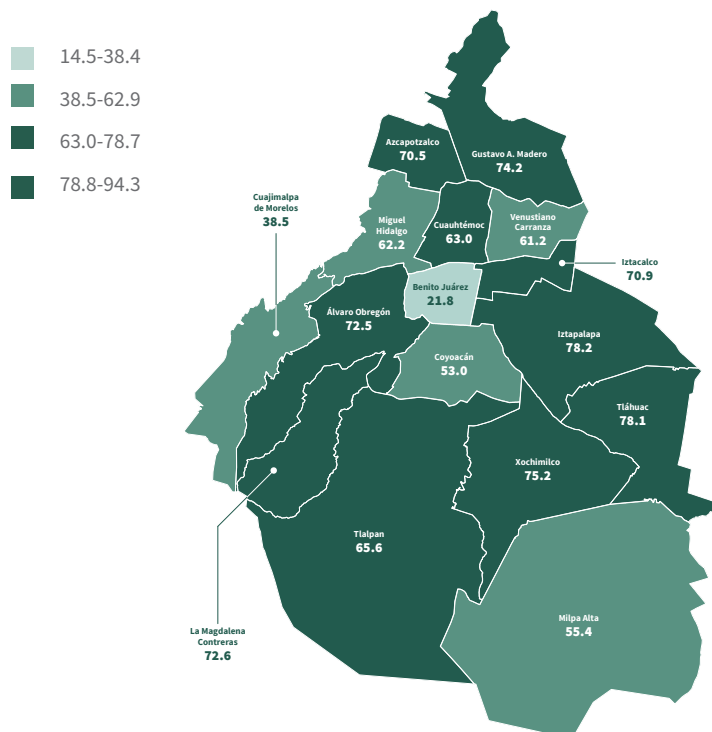 14.5-38.4
38.5-62.9
63.0-78.7
78.8-94.3
Azcapotzalco
70.5
Gustavo A. Madero
74.2
Cuajimalpa
de Morelos
38.5
Miguel
Hidalgo
62.2
Cuauhtémoc
63.0
Venustiano
Carranza
61.2
Iztacalco
70.9
Benito Juárez
21.8
Álvaro Obregón
72.5
Iztapalapa
78.2
Coyoacán
53.0
Tláhuac
78.1
Xochimilco
75.2
Tlalpan
65.6
Milpa Alta
55.4
La Magdalena
Contreras
72.6